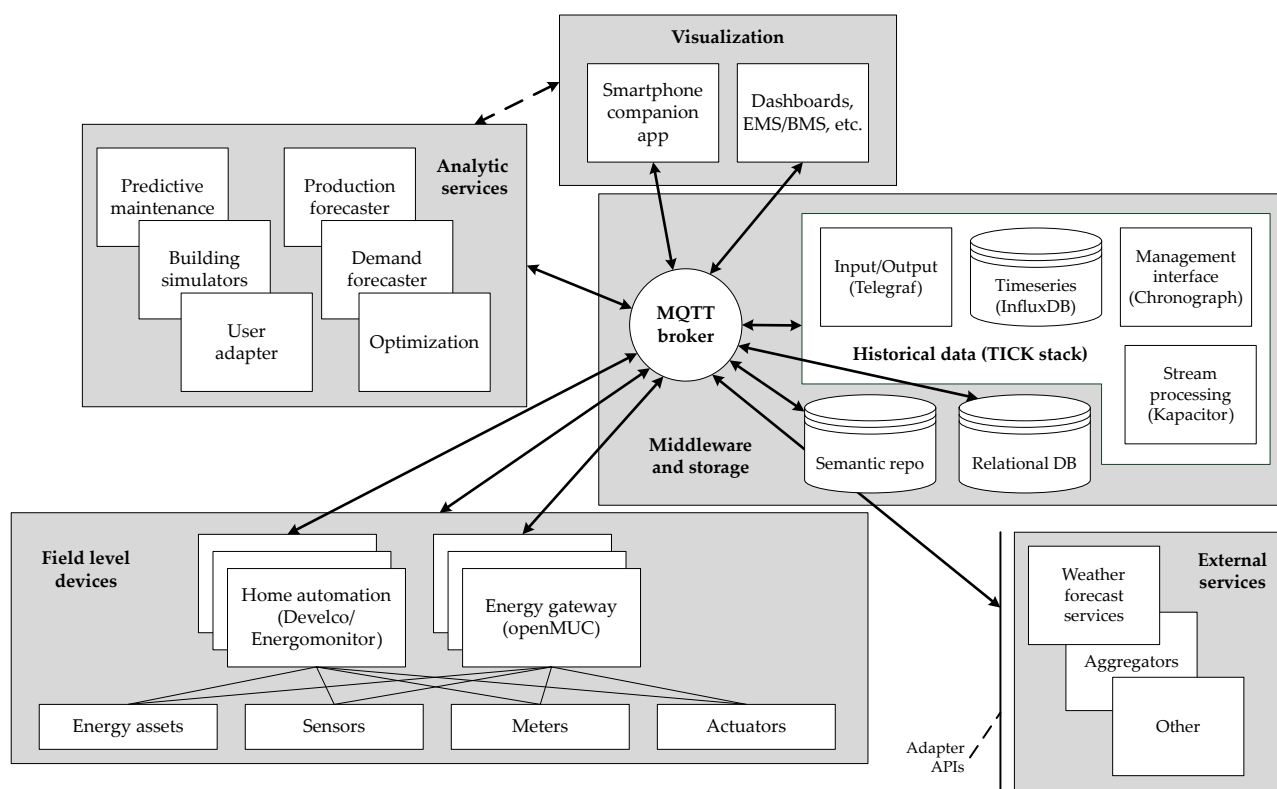 Visualization
Smartphone
companion
app
Dashboards,
EMS/BMS, etc.
Analytic
services
Predictive
maintenance
Production
forecaster
Building
simulators
Demand
forecaster
User
adapter
Optimization
MQTT
broker
Input/Output
(Telegraf)
Timeseries
(InfluxDB)
Management
interface
(Chronograph)
Historical data (TICK stack)
Stream
processing
(Kapacitor)
Middleware
and storage
Semantic repo
Relational DB
Field level
devices
Home automation
(Develco/
Energomonitor)
Energy gateway
(openMUC)
Energy assets
Sensors
Meters
Actuators
External
services
Weather
forecast
services
Aggregators
Other
Adapter
APIs